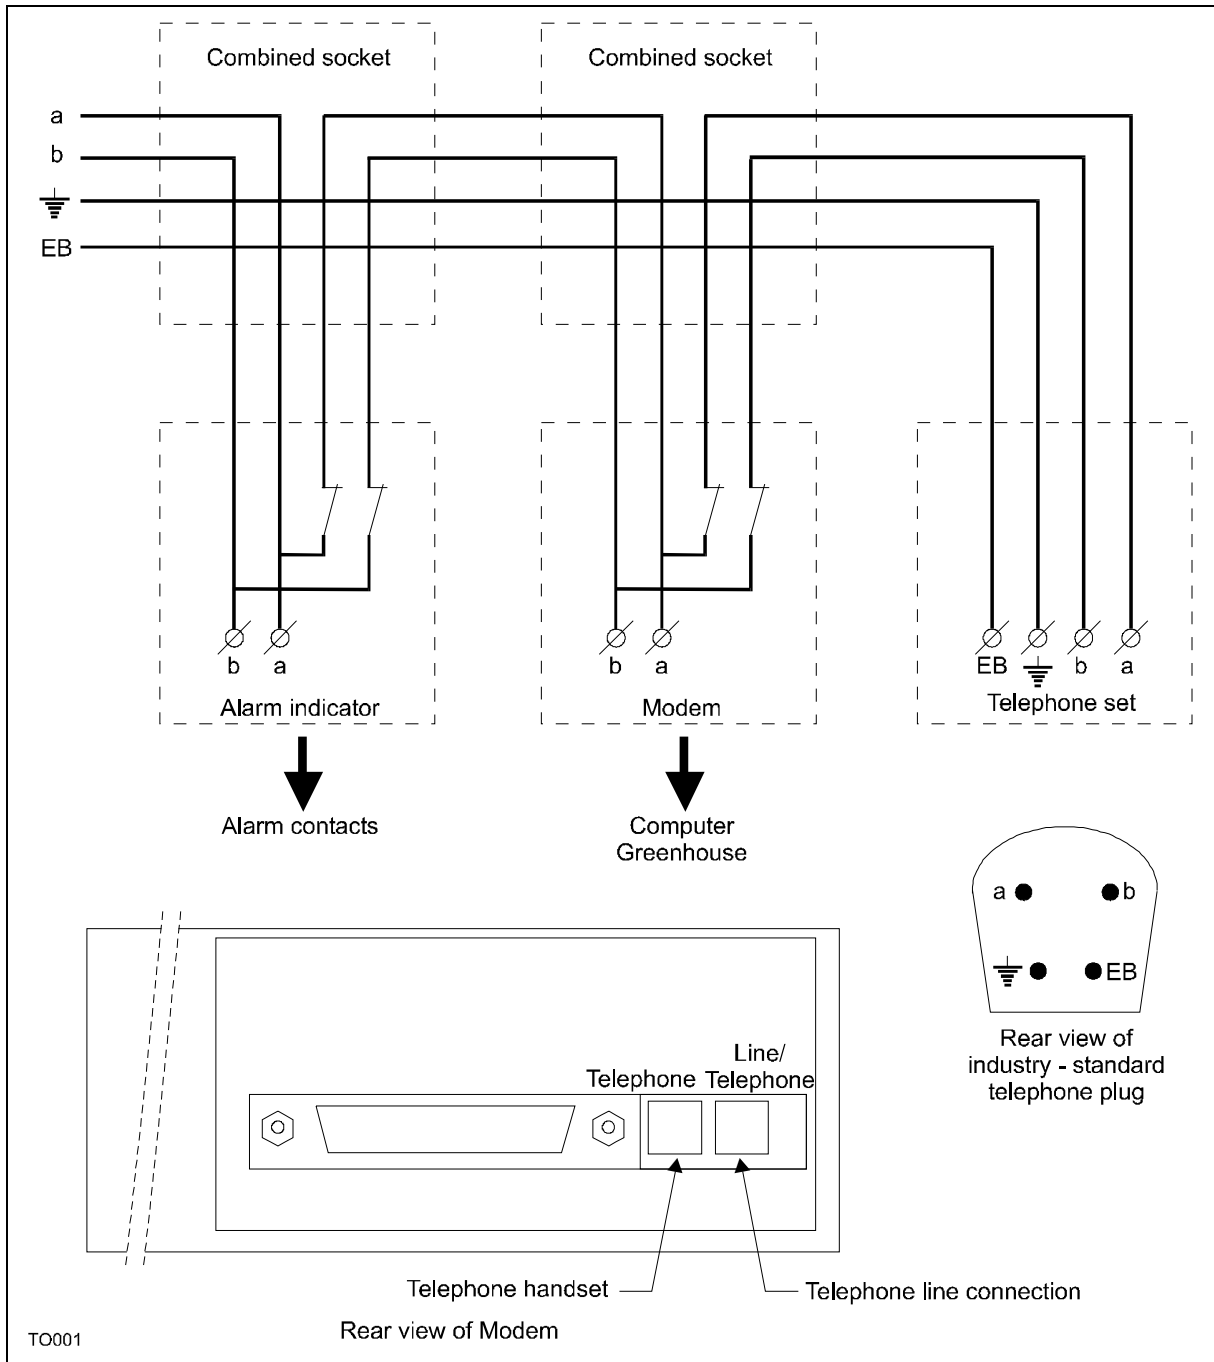 Combined socket
Combined socket
a
b
EB
b a
Alarm indicator
b a
Modem
EB b a
Telephone set
Alarm contacts
Computer
Greenhouse
a b
EB
Rear view of
industry - standard
telephone plug
Line/
Telephone Telephone
Telephone handset
Telephone line connection
Rear view of Modem
TO001